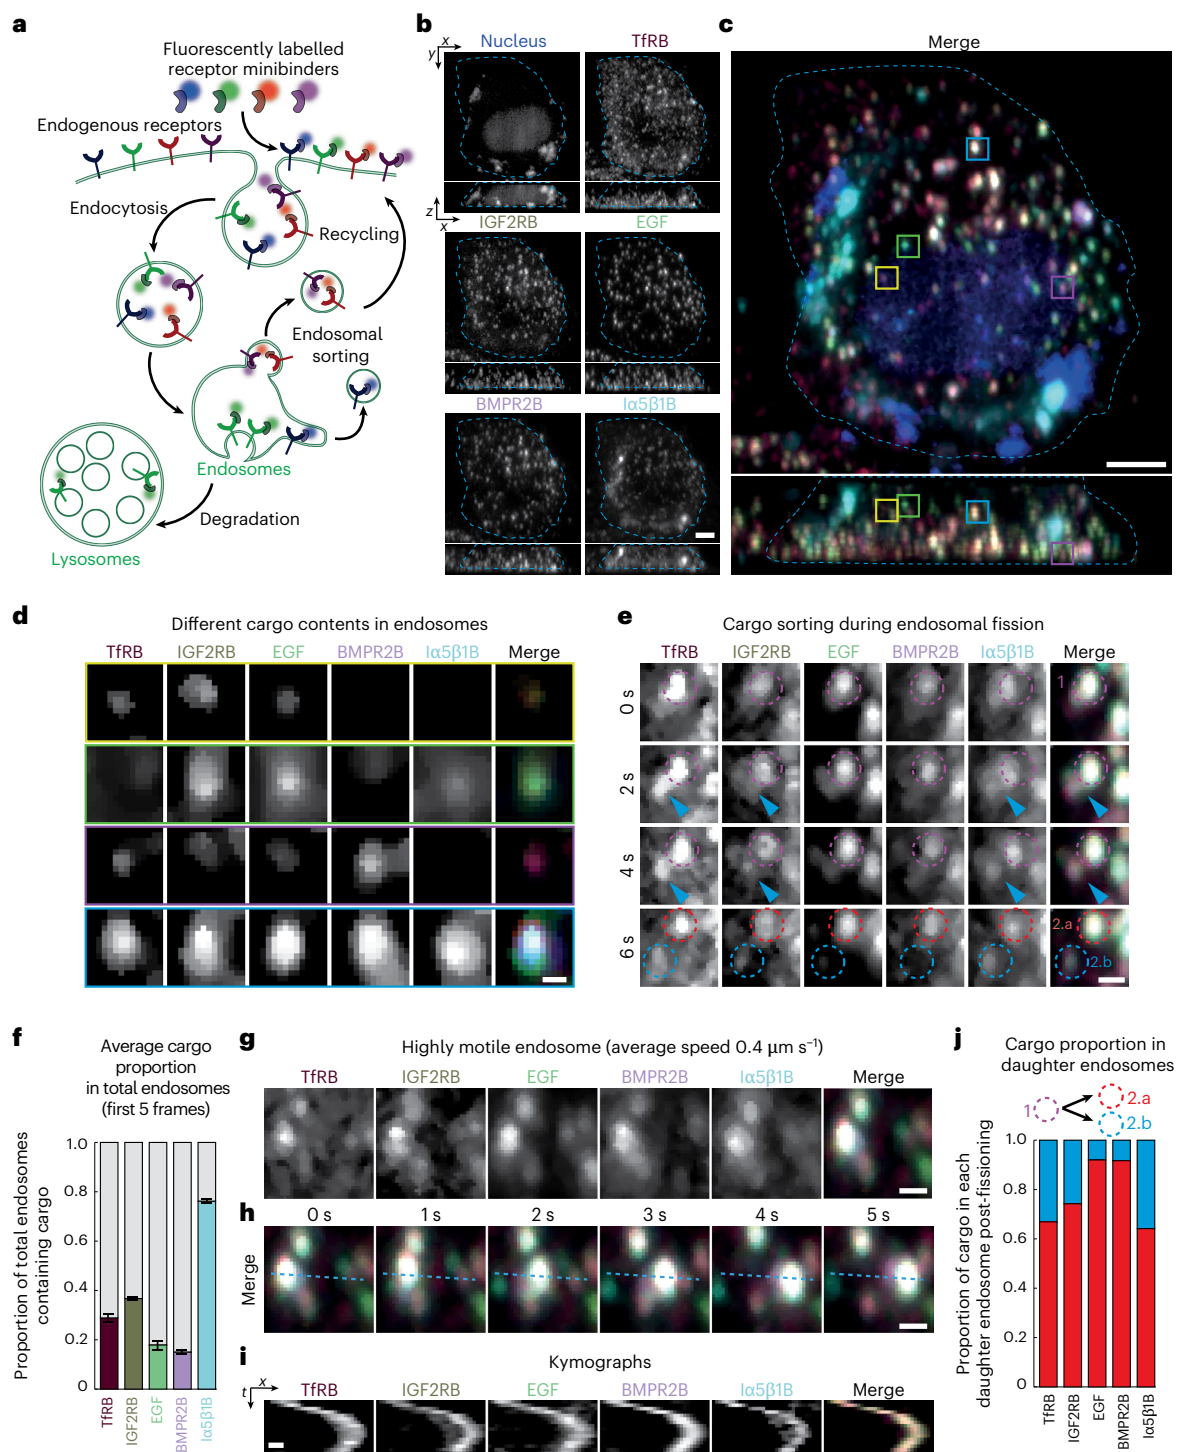 a
Fluorescently labelled
receptor minibinders
Endogenous receptors
Endocytosis
Recycling
Endosomal
sorting
Endosomes
Degradation
Lysosomes
b
x
y
Nucleus
TfRB
z
x
IGF2RB
EGF
BMPR2B
Iα5β1B
c
Merge
d
Different cargo contents in endosomes
TfRB IGF2RB EGF BMPR2B Iα5β1B Merge
e
Cargo sorting during endosomal fission
TfRB IGF2RB EGF BMPR2B Iα5β1B Merge
0 s
1
2 s
4 s
6 s
2.a
2.b
f
Average cargo
proportion
in total endosomes
(first 5 frames)
Proportion of total endosomes
containing cargo
1.0
0.8
0.6
0.4
0.2
0
TfRB
IGF2RB
EGF
BMPR2B
Iα5β1B
g
Highly motile endosome (average speed 0.4 μm s⁻¹)
TfRB IGF2RB EGF BMPR2B Iα5β1B Merge
h
0 s 1 s 2 s 3 s 4 s 5 s
Merge
i
Kymographs
x
t
TfRB IGF2RB EGF BMPR2B Iα5β1B Merge
j
Cargo proportion in
daughter endosomes
1
2.a
2.b
Proportion of cargo in each
daughter endosome post-fissioning
1.0
0.8
0.6
0.4
0.2
0
TfRB
IGF2RB
EGF
BMPR2B
Iα5β1B